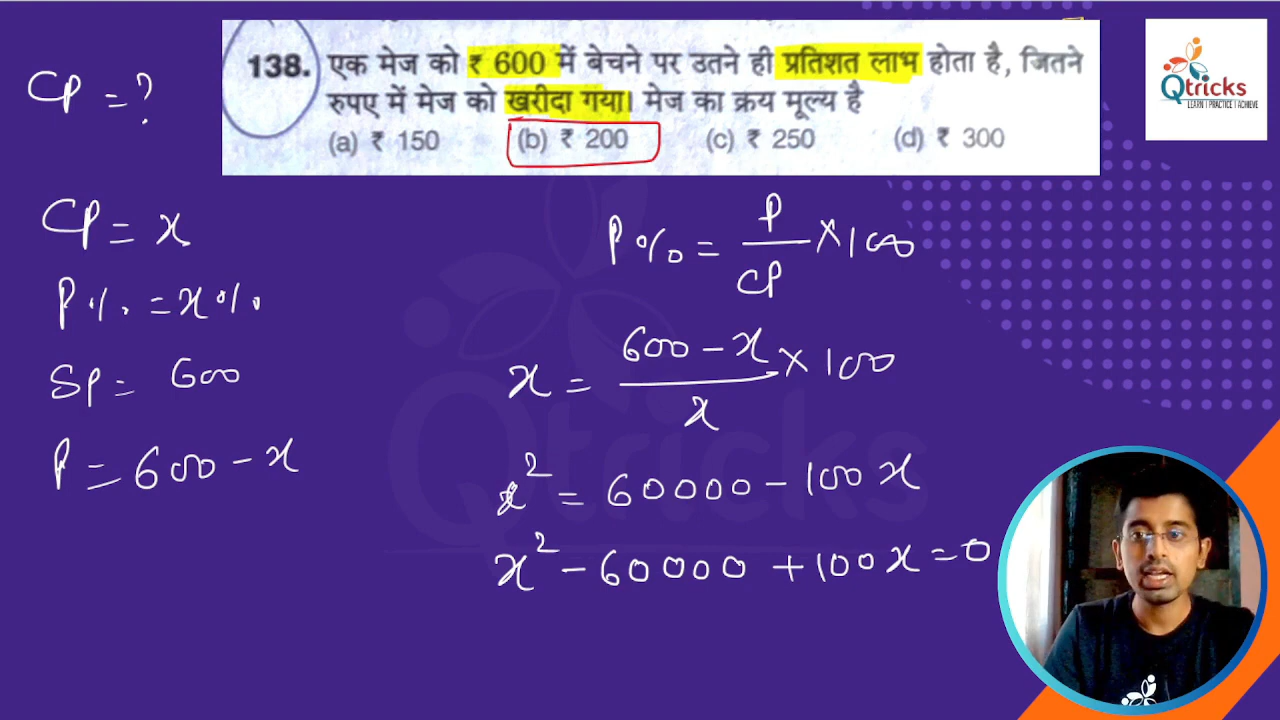 CP = ?
138. एक मेज को ₹ 600 में बेचने पर उतने ही प्रतिशत लाभ होता है, जितने
रुपए में मेज को खरीदा गया। मेज का क्रय मूल्य है
(a) ₹ 150 (b) ₹ 200 (c) ₹ 250 (d) ₹ 300
Qtricks
LEARN | PRACTICE | ACHIEVE
CP = x
P% = x%
SP = 600
P = 600 - x
P% = P/CP × 100
x = 600 - x / x × 100
x² = 60000 - 100x
x² - 60000 + 100x = 0
Qtricks